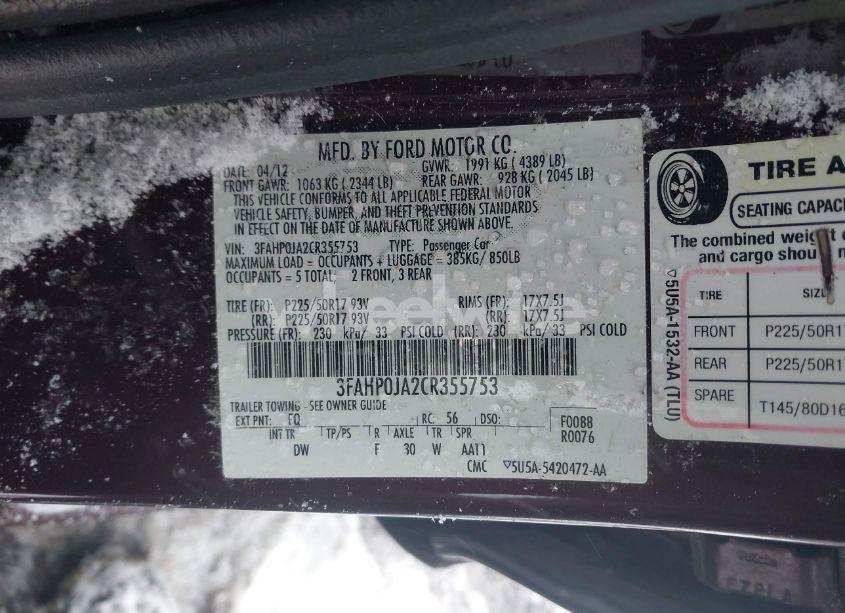 MFD. BY FORD MOTOR CO.
DATE: 04/12
GVWR: 1991 KG ( 4389 LB)
FRONT GAWR: 1063 KG ( 2344 LB)
REAR GAWR: 928 KG ( 2045 LB)
THIS VEHICLE CONFORMS TO ALL APPLICABLE FEDERAL MOTOR
VEHICLE SAFETY, BUMPER, AND THEFT PREVENTION STANDARDS
IN EFFECT ON THE DATE OF MANUFACTURE SHOWN ABOVE.
VIN: 3FAHP0JA2CR355753 TYPE: Passenger Car
MAXIMUM LOAD = OCCUPANTS + LUGGAGE = 385KG/ 850LB
OCCUPANTS = 5 TOTAL: 2 FRONT, 3 REAR
TIRE (FR): P225/50R17 93V RIMS (FR): 17X7.5J
(RR): P225/50R17 93V (RR): 17X7.5J
PRESSURE (FR): 230 kPa/ 33 PSI COLD (RR): 230 kPa/ 33 PSI COLD
3FAHP0JA2CR355753
TRAILER TOWING - SEE OWNER GUIDE
EXT PNT: FQ RC: 56 DSO:
F0088
R0076
INT TR TP/PS R AXLE TR SPR
DW F 30 W AA11
CMC ▽5U5A-5420472-AA
▽5U5A-1532-AA (TLU)
TIRE A
SEATING CAPAC
The combined weight
and cargo shou
TIRE SIZ
FRONT P225/50R17
REAR P225/50R1
SPARE T145/80D16